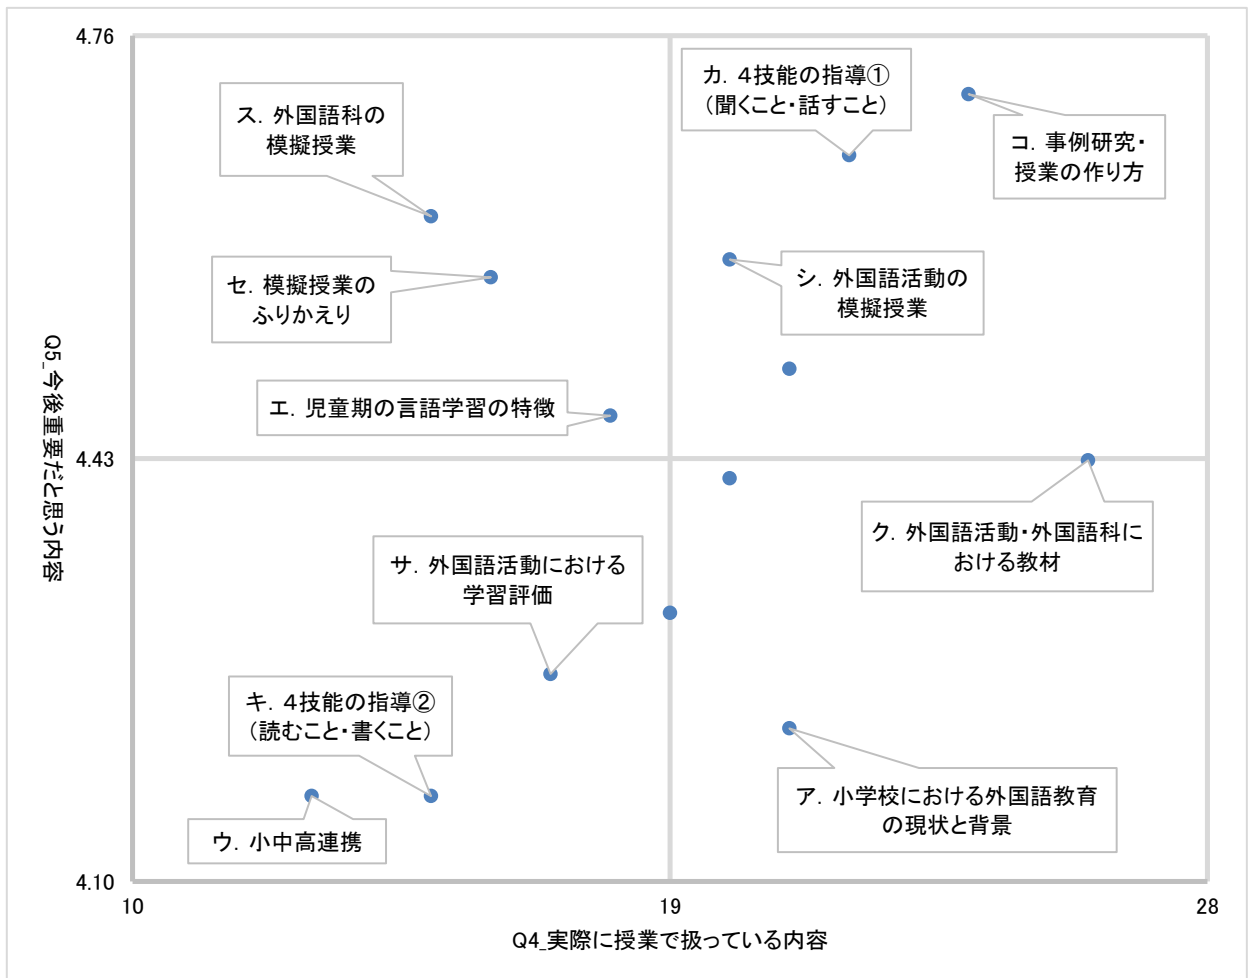 4.76
カ. 4技能の指導①
(聞くこと・話すこと)
ス. 外国語科の
模擬授業
コ. 事例研究・
授業の作り方
セ. 模擬授業の
ふりかえり
シ. 外国語活動の
模擬授業
エ. 児童期の言語学習の特徴
Q5_今後重要だと思う内容
4.43
ク. 外国語活動・外国語科に
おける教材
サ. 外国語活動における
学習評価
キ. 4技能の指導②
(読むこと・書くこと)
ア. 小学校における外国語教育
の現状と背景
ウ. 小中高連携
4.10
10
19
28
Q4_実際に授業で扱っている内容